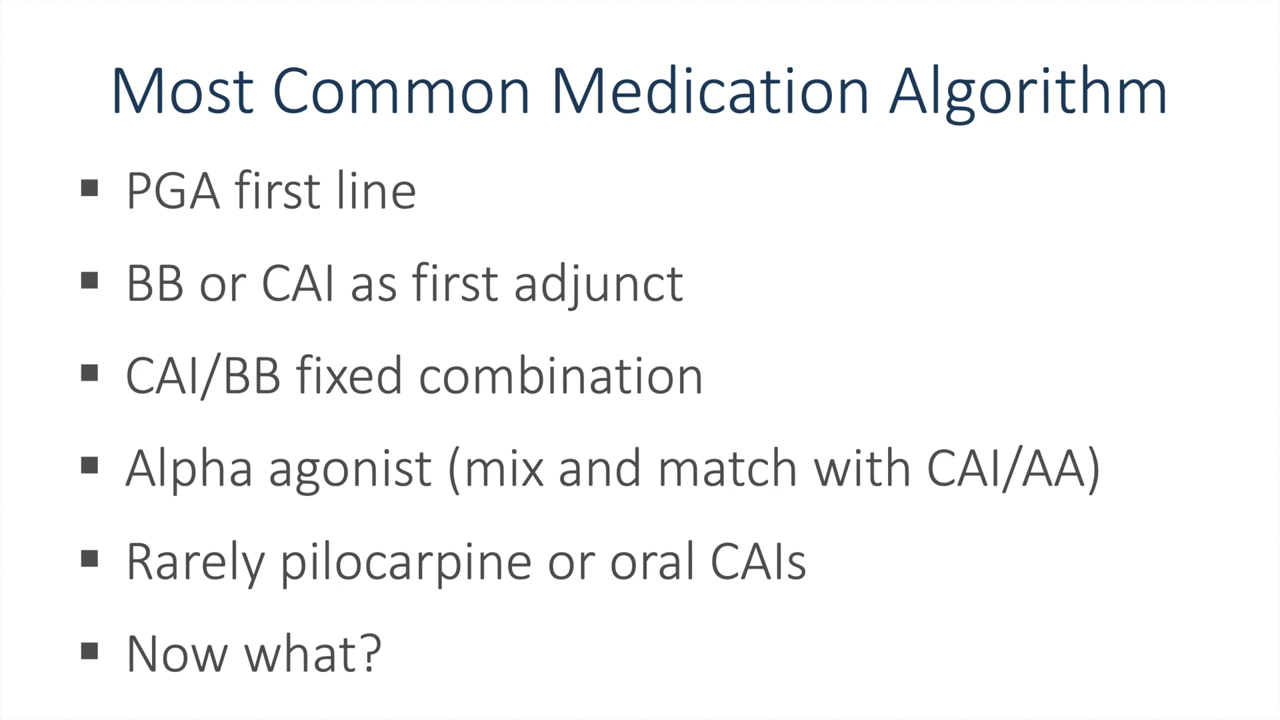 Most Common Medication Algorithm
▪ PGA first line
▪ BB or CAI as first adjunct
▪ CAI/BB fixed combination
▪ Alpha agonist (mix and match with CAI/AA)
▪ Rarely pilocarpine or oral CAIs
▪ Now what?